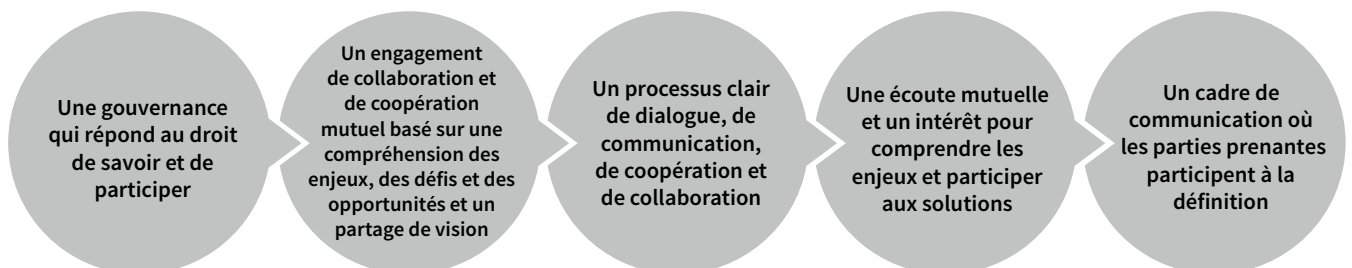 Une gouvernance
qui répond au droit
de savoir et de
participer
Un engagement
de collaboration et
de coopération
mutuel basé sur une
compréhension des
enjeux, des défis et des
opportunités et un
partage de vision
Un processus clair
de dialogue, de
communication,
de coopération et
de collaboration
Une écoute mutuelle
et un intérêt pour
comprendre les
enjeux et participer
aux solutions
Un cadre de
communication où
les parties prenantes
participent à la
définition